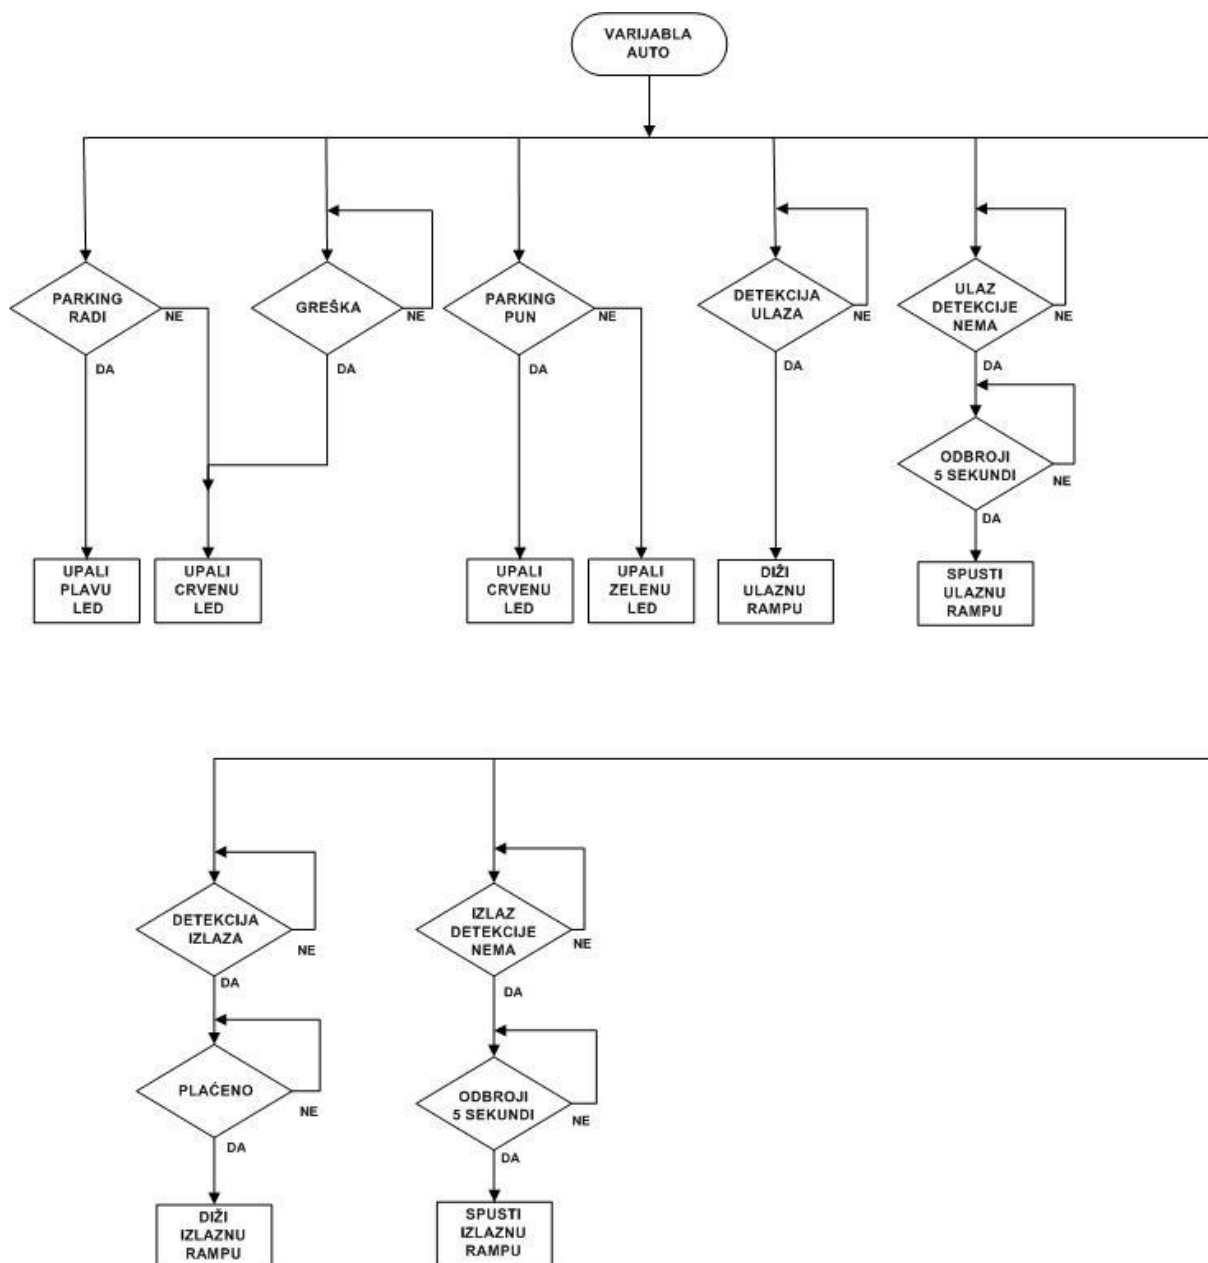 VARIJABLA
AUTO
PARKING
RADI
NE
DA
GREŠKA
NE
DA
PARKING
PUN
NE
DA
DETEKCIJA
ULAZA
NE
DA
ULAZ
DETEKCIJE
NEMA
NE
DA
ODBROJI
5 SEKUNDI
NE
DA
UPALI
PLAVU
LED
UPALI
CRVENU
LED
UPALI
CRVENU
LED
UPALI
ZELENU
LED
DIŽI
ULAZNU
RAMPU
SPUSTI
ULAZNU
RAMPU
DETEKCIJA
IZLAZA
NE
DA
PLAĆENO
NE
DA
DIŽI
IZLAZNU
RAMPU
IZLAZ
DETEKCIJE
NEMA
NE
DA
ODBROJI
5 SEKUNDI
NE
DA
SPUSTI
IZLAZNU
RAMPU